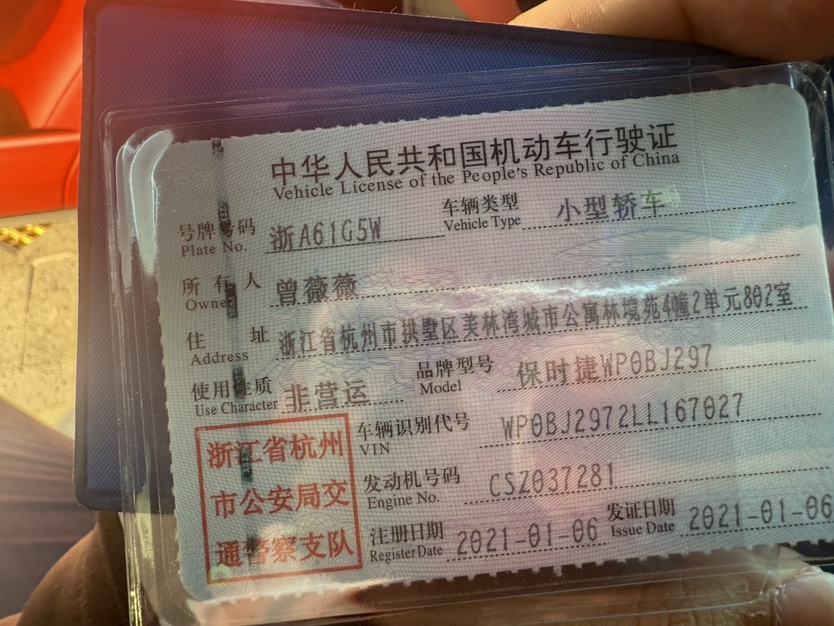 中华人民共和国机动车行驶证
Vehicle License of the People's Republic of China
号牌号码 浙A61G5W 车辆类型 小型轿车
Plate No. Vehicle Type
所有人 曾薇薇
Owner
住址 浙江省杭州市拱墅区美林湾城市公寓林境苑4幢2单元802室
Address
使用性质 非营运 品牌型号 保时捷WP0BJ297
Use Character Model
浙江省杭州
市公安局交
通警察支队
车辆识别代号 WP0BJ2972LL167027
VIN
发动机号码 CSZ037281
Engine No.
注册日期 2021-01-06 发证日期 2021-01-06
Register Date Issue Date